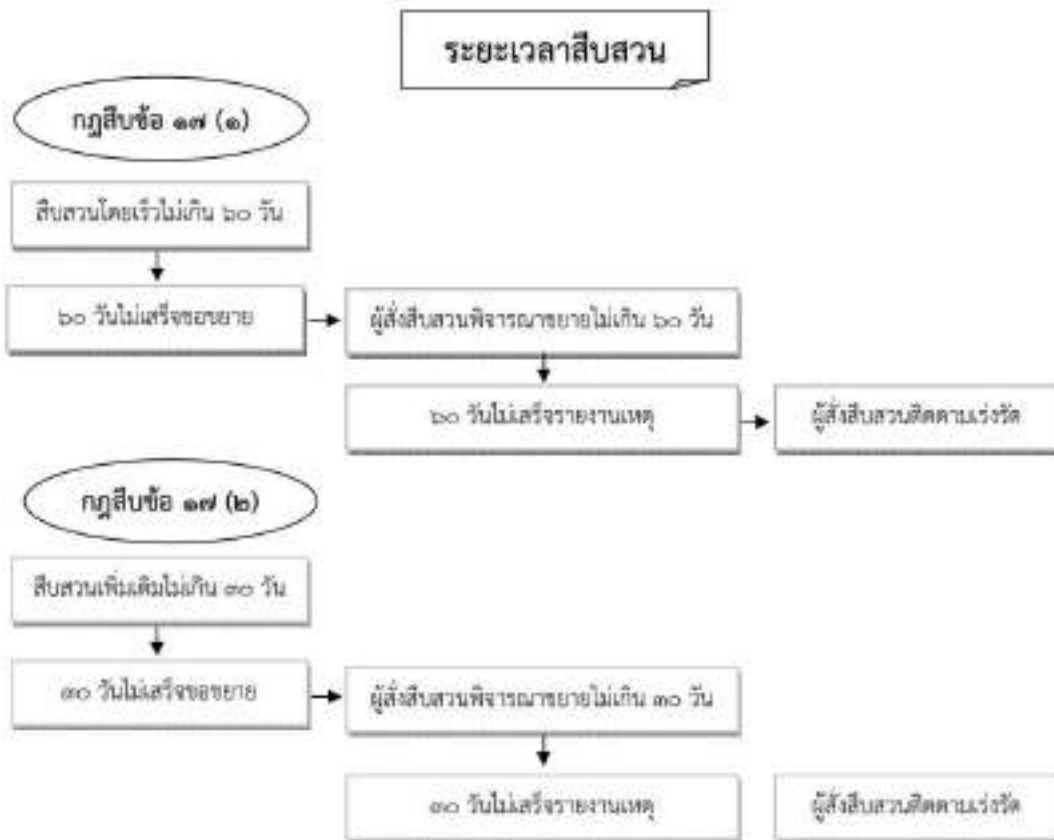 ระยะเวลาสืบสวน
กฎสืบข้อ ๑๗ (๑)
สืบสวนโดยเร็วไม่เกิน ๖๐ วัน
๖๐ วันไม่เสร็จขอขยาย
ผู้สั่งสืบสวนพิจารณาขยายไม่เกิน ๖๐ วัน
๖๐ วันไม่เสร็จรายงานเหตุ
ผู้สั่งสืบสวนติดตามเร่งรัด
กฎสืบข้อ ๑๗ (๒)
สืบสวนเพิ่มเติมไม่เกิน ๓๐ วัน
๓๐ วันไม่เสร็จขอขยาย
ผู้สั่งสืบสวนพิจารณาขยายไม่เกิน ๓๐ วัน
๓๐ วันไม่เสร็จรายงานเหตุ
ผู้สั่งสืบสวนติดตามเร่งรัด